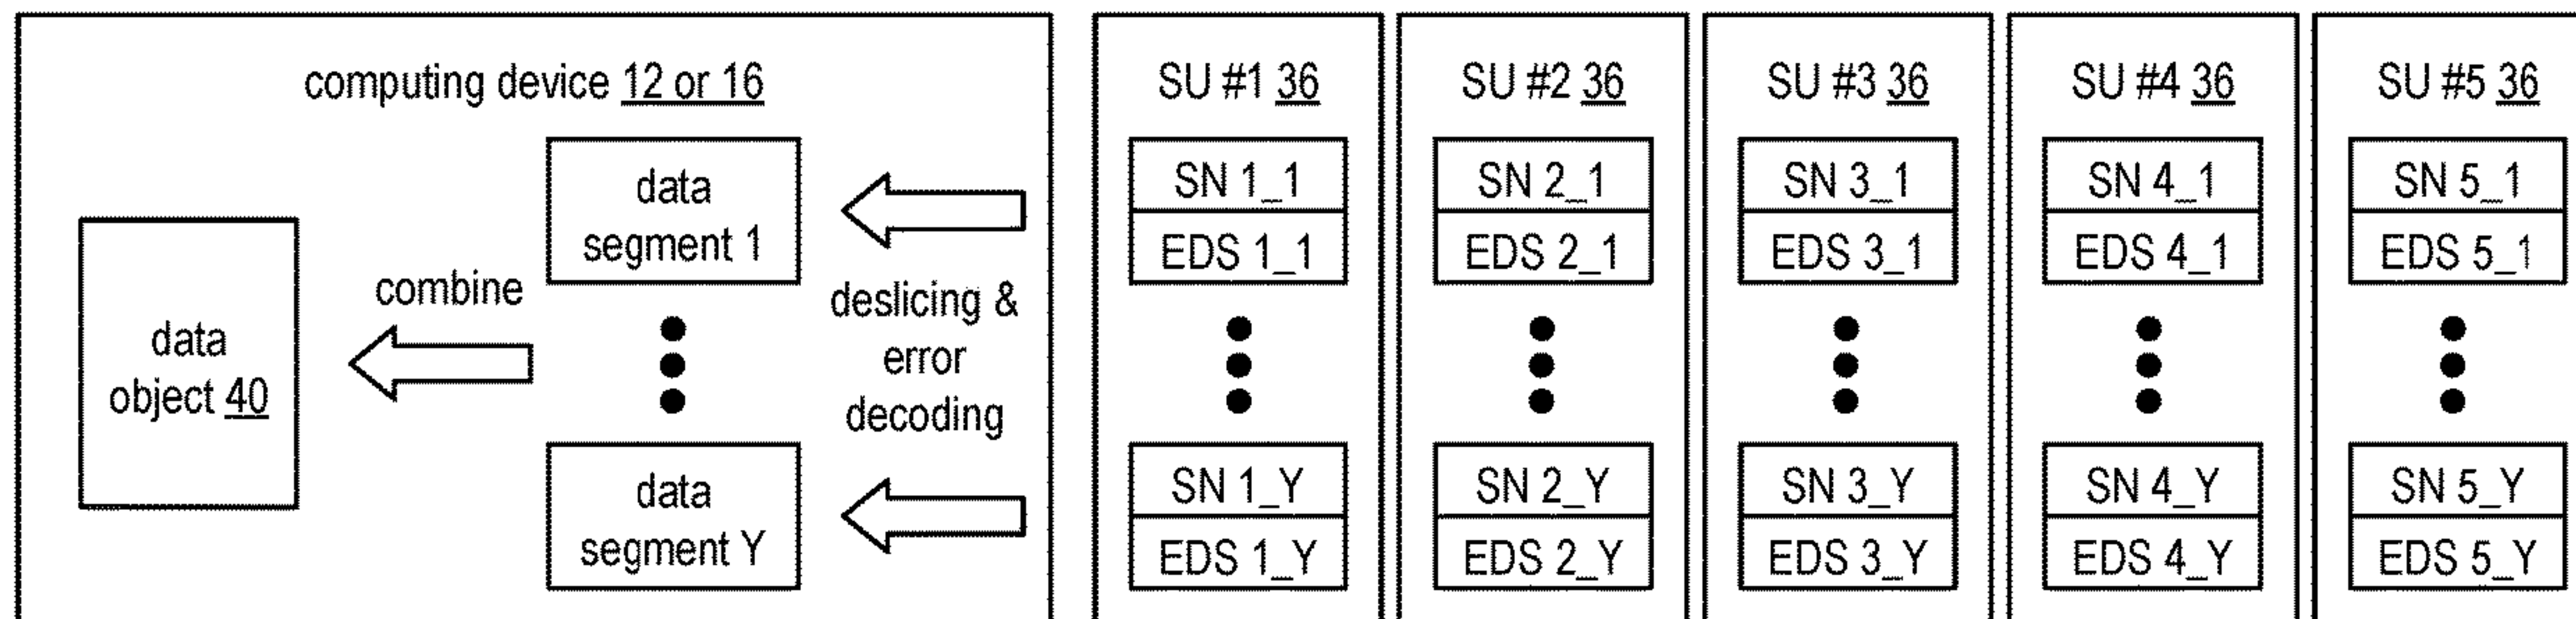 computing device 12 or 16
data
segment 1
data
object 40
combine
deslicing &
error
decoding
data
segment Y
SU #1 36
SN 1_1
EDS 1_1
SN 1_Y
EDS 1_Y
SU #2 36
SN 2_1
EDS 2_1
SN 2_Y
EDS 2_Y
SU #3 36
SN 3_1
EDS 3_1
SN 3_Y
EDS 3_Y
SU #4 36
SN 4_1
EDS 4_1
SN 4_Y
EDS 4_Y
SU #5 36
SN 5_1
EDS 5_1
SN 5_Y
EDS 5_Y